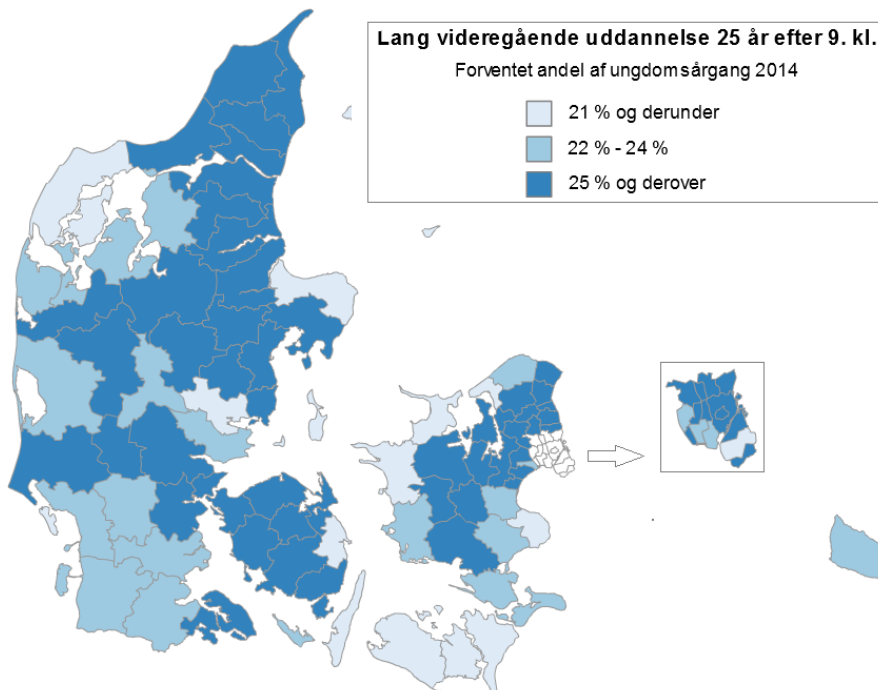 Lang videregående uddannelse 25 år efter 9. kl.
Forventet andel af ungdomsårgang 2014
21 % og derunder
22 % - 24 %
25 % og derover